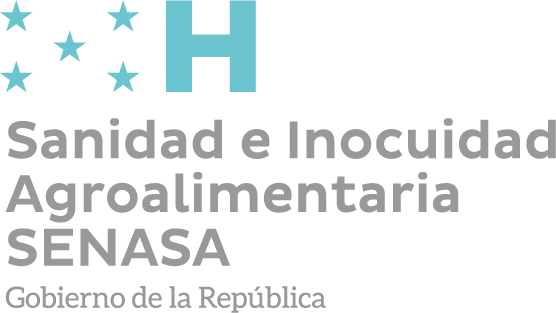 H
Sanidad e Inocuidad
Agroalimentaria
SENASA
Gobierno de la República